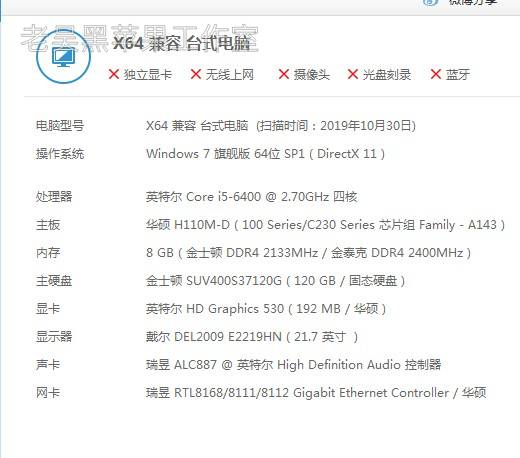 微博分享
老吴黑苹果工作室
X64 兼容 台式电脑
独立显卡 无线上网 摄像头 光盘刻录 蓝牙
电脑型号 X64 兼容 台式电脑 (扫描时间：2019年10月30日)
操作系统 Windows 7 旗舰版 64位 SP1 ( DirectX 11 )
处理器 英特尔 Core i5-6400 @ 2.70GHz 四核
主板 华硕 H110M-D ( 100 Series/C230 Series 芯片组 Family - A143 )
内存 8 GB ( 金士顿 DDR4 2133MHz / 金泰克 DDR4 2400MHz )
主硬盘 金士顿 SUV400S37120G ( 120 GB / 固态硬盘 )
显卡 英特尔 HD Graphics 530 ( 192 MB / 华硕 )
显示器 戴尔 DEL2009 E2219HN ( 21.7 英寸 )
声卡 瑞昱 ALC887 @ 英特尔 High Definition Audio 控制器
网卡 瑞昱 RTL8168/8111/8112 Gigabit Ethernet Controller / 华硕